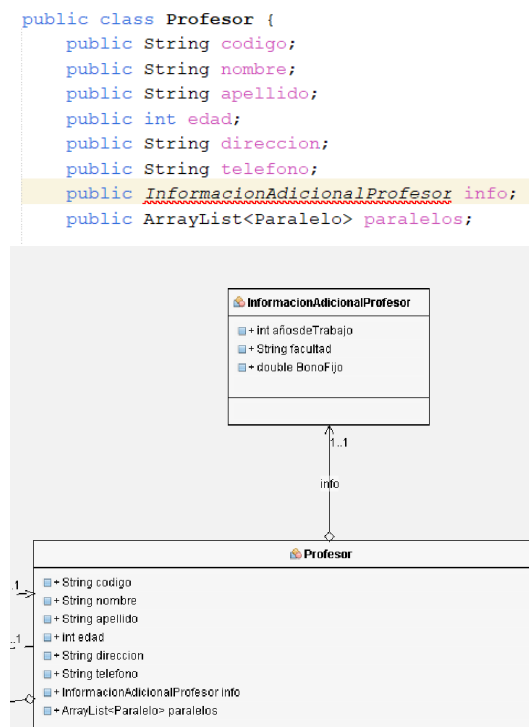 public class Profesor {
public String codigo;
public String nombre;
public String apellido;
public int edad;
public String direccion;
public String telefono;
public InformacionAdicionalProfesor info;
public ArrayList<Paralelo> paralelos;
InformacionAdicionalProfesor
+ int añosdeTrabajo
+ String facultad
+ double BonoFijo
1..1
info
Profesor
+ String codigo
+ String nombre
+ String apellido
+ int edad
+ String direccion
+ String telefono
+ InformacionAdicionalProfesor info
+ ArrayList<Paralelo> paralelos
..1
..1